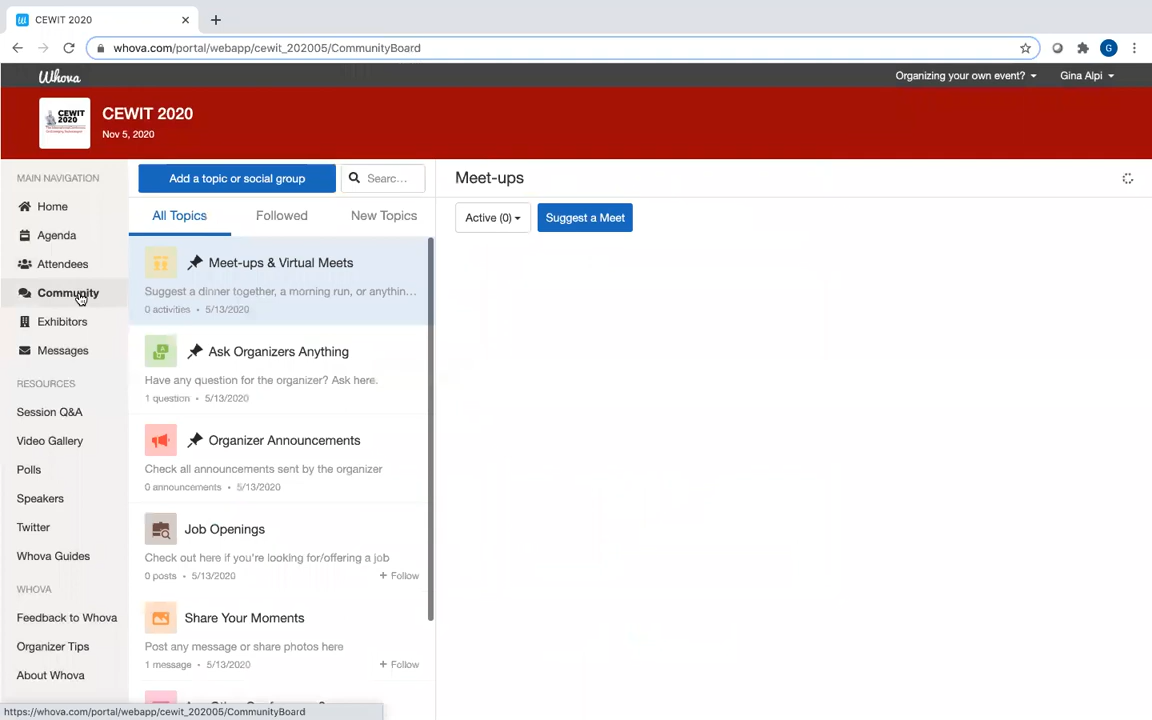 CEWIT 2020
whova.com/portal/webapp/cewit_202005/CommunityBoard
G
Whova
Organizing your own event?
Gina Alpi
CEWIT
2020
CEWIT 2020
Nov 5, 2020
MAIN NAVIGATION
Home
Agenda
Attendees
Community
Exhibitors
Messages
RESOURCES
Session Q&A
Video Gallery
Polls
Speakers
Twitter
Whova Guides
WHOVA
Feedback to Whova
Organizer Tips
About Whova
Add a topic or social group
Search...
All Topics
Followed
New Topics
Meet-ups & Virtual Meets
Suggest a dinner together, a morning run, or anythin...
0 activities • 5/13/2020
Ask Organizers Anything
Have any question for the organizer? Ask here.
1 question • 5/13/2020
Organizer Announcements
Check all announcements sent by the organizer
0 announcements • 5/13/2020
Job Openings
Check out here if you're looking for/offering a job
0 posts • 5/13/2020
+ Follow
Share Your Moments
Post any message or share photos here
1 message • 5/13/2020
+ Follow
Meet-ups
Active (0)
Suggest a Meet
https://whova.com/portal/webapp/cewit_202005/CommunityBoard